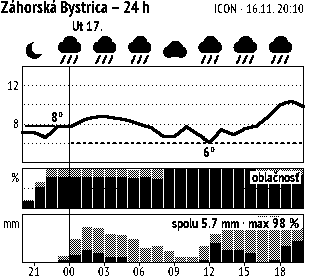 Záhorská Bystrica – 24 h ICON · 16.11. 20:10
Ut 17.
12
8°
8
6°
% oblačnosť
mm spolu 5.7 mm · max 98 %
21 00 03 06 09 12 15 18